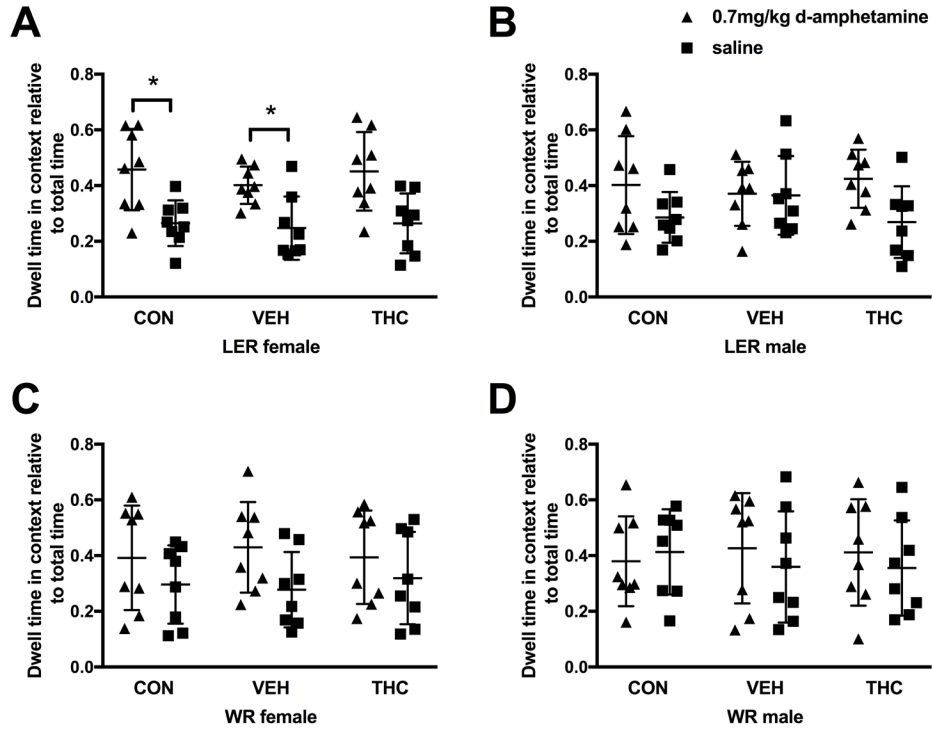 A
B
0.7mg/kg d-amphetamine
saline
Dwell time in context relative
to total time
0.8
0.6
0.4
0.2
0.0
*
*
CON VEH THC
LER female
Dwell time in context relative
to total time
0.8
0.6
0.4
0.2
0.0
CON VEH THC
LER male
C
D
Dwell time in context relative
to total time
0.8
0.6
0.4
0.2
0.0
CON VEH THC
WR female
Dwell time in context relative
to total time
0.8
0.6
0.4
0.2
0.0
CON VEH THC
WR male